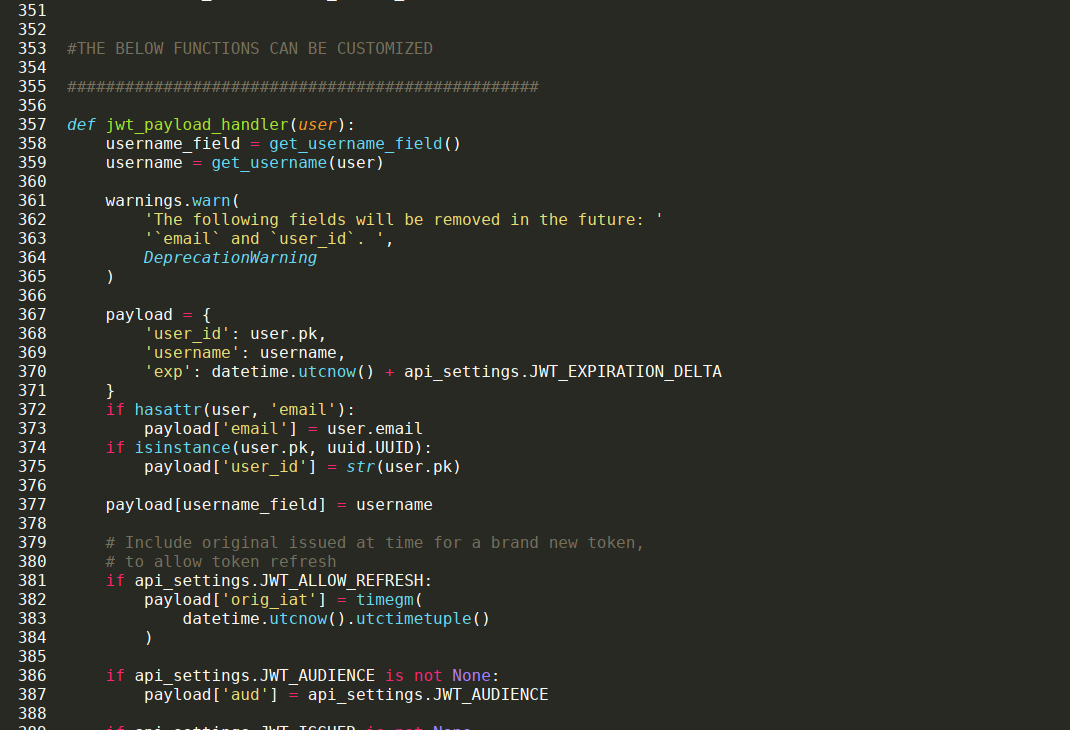 351
352
353 #THE BELOW FUNCTIONS CAN BE CUSTOMIZED
354
355 #################################################
356
357 def jwt_payload_handler(user):
358     username_field = get_username_field()
359     username = get_username(user)
360
361     warnings.warn(
362         'The following fields will be removed in the future: '
363         '`email` and `user_id`. ',
364         DeprecationWarning
365     )
366
367     payload = {
368         'user_id': user.pk,
369         'username': username,
370         'exp': datetime.utcnow() + api_settings.JWT_EXPIRATION_DELTA
371     }
372     if hasattr(user, 'email'):
373         payload['email'] = user.email
374     if isinstance(user.pk, uuid.UUID):
375         payload['user_id'] = str(user.pk)
376
377     payload[username_field] = username
378
379     # Include original issued at time for a brand new token,
380     # to allow token refresh
381     if api_settings.JWT_ALLOW_REFRESH:
382         payload['orig_iat'] = timegm(
383             datetime.utcnow().utctimetuple()
384         )
385
386     if api_settings.JWT_AUDIENCE is not None:
387         payload['aud'] = api_settings.JWT_AUDIENCE
388
389     if api_settings.JWT_ISSUER is not None: